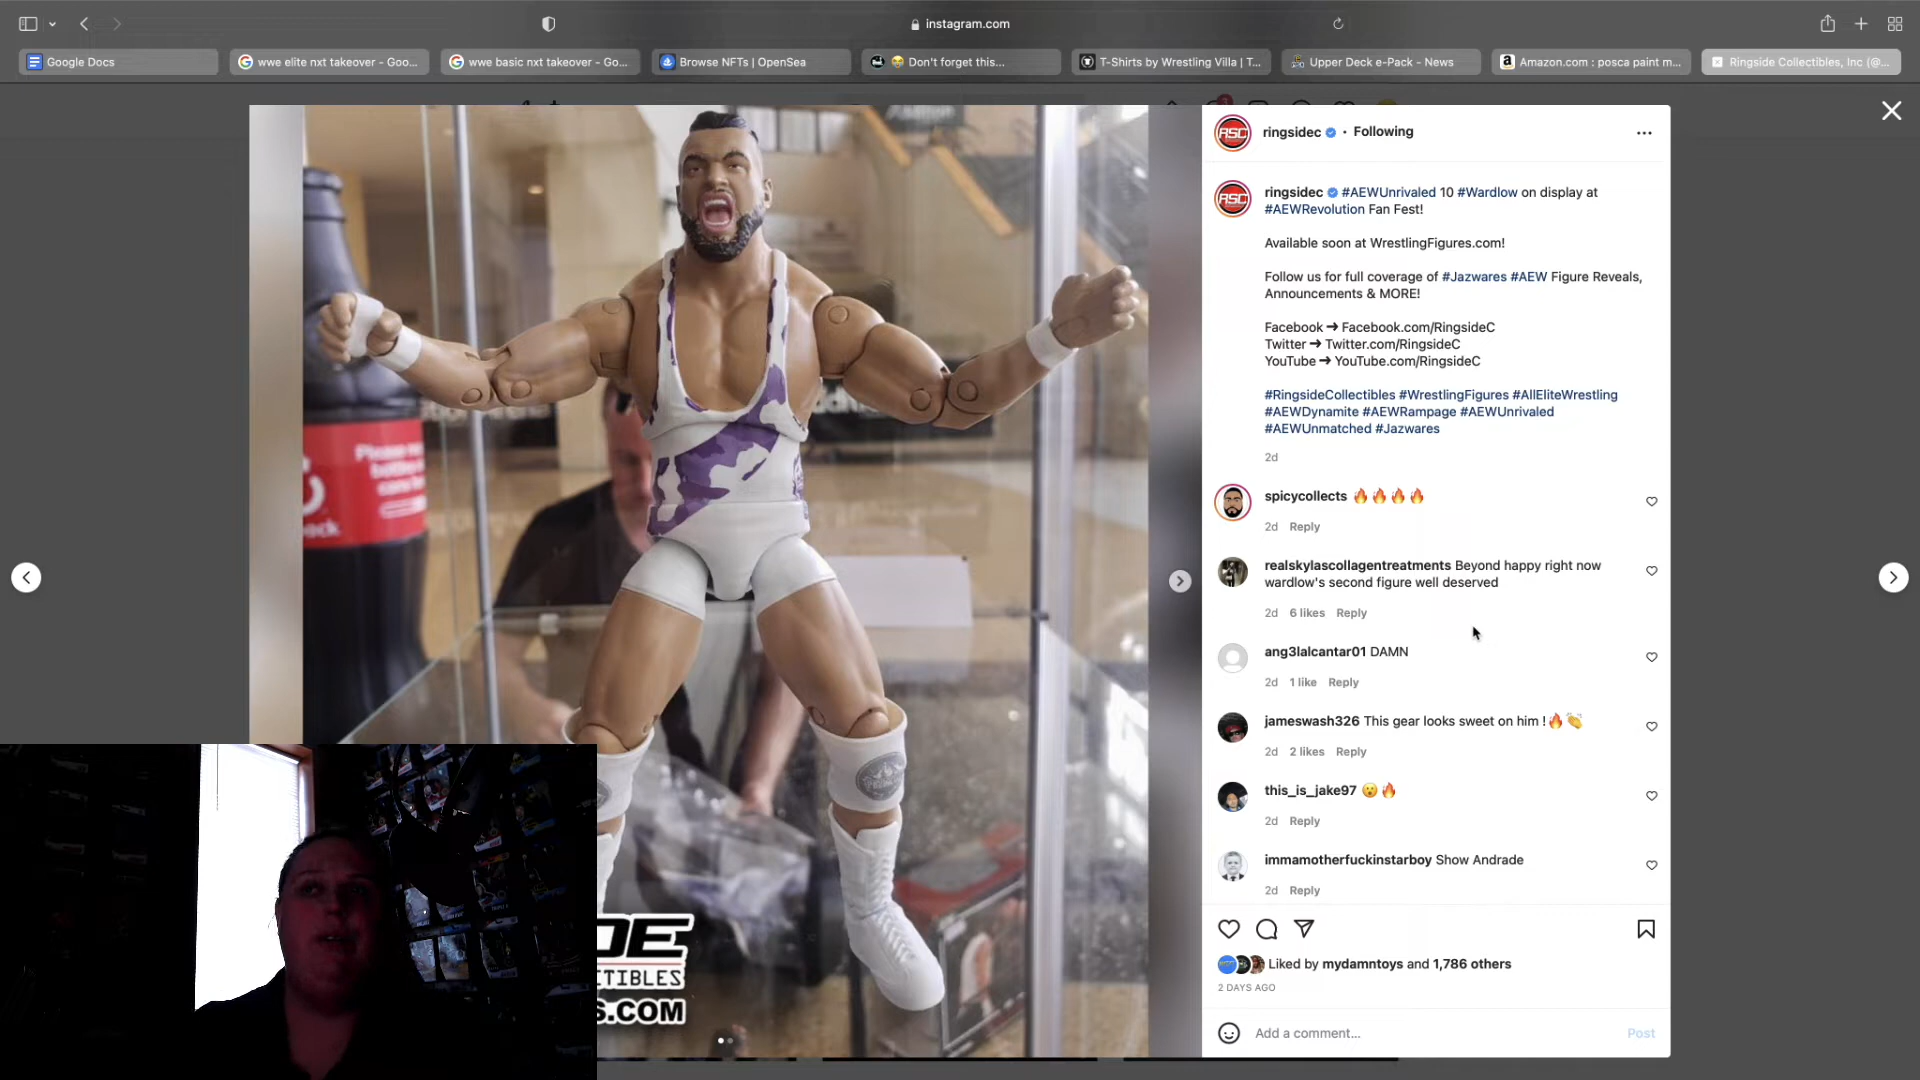 instagram.com
Google Docs
wwe elite nxt takeover - Goo...
wwe basic nxt takeover - Go...
Browse NFTs | OpenSea
😂 Don't forget this...
T-Shirts by Wrestling Villa | T...
Upper Deck e-Pack - News
Amazon.com : posca paint m...
Ringside Collectibles, Inc (@...
RSC
ringsidec • Following
RSC
ringsidec #AEWUnrivaled 10 #Wardlow on display at
#AEWRevolution Fan Fest!
Available soon at WrestlingFigures.com!
Follow us for full coverage of #Jazwares #AEW Figure Reveals,
Announcements & MORE!
Facebook ➜ Facebook.com/RingsideC
Twitter ➜ Twitter.com/RingsideC
YouTube ➜ YouTube.com/RingsideC
#RingsideCollectibles #WrestlingFigures #AllEliteWrestling
#AEWDynamite #AEWRampage #AEWUnrivaled
#AEWUnmatched #Jazwares
2d
spicycollects 🔥🔥🔥🔥
2d Reply
realskylascollagentreatments Beyond happy right now
wardlow's second figure well deserved
2d 6 likes Reply
ang3lalcantar01 DAMN
2d 1 like Reply
jameswash326 This gear looks sweet on him !🔥👏
2d 2 likes Reply
this_is_jake97 😮🔥
2d Reply
immamotherfuckinstarboy Show Andrade
2d Reply
Liked by mydamntoys and 1,786 others
2 DAYS AGO
Add a comment...
Post
Please
DE
CTIBLES
S.COM